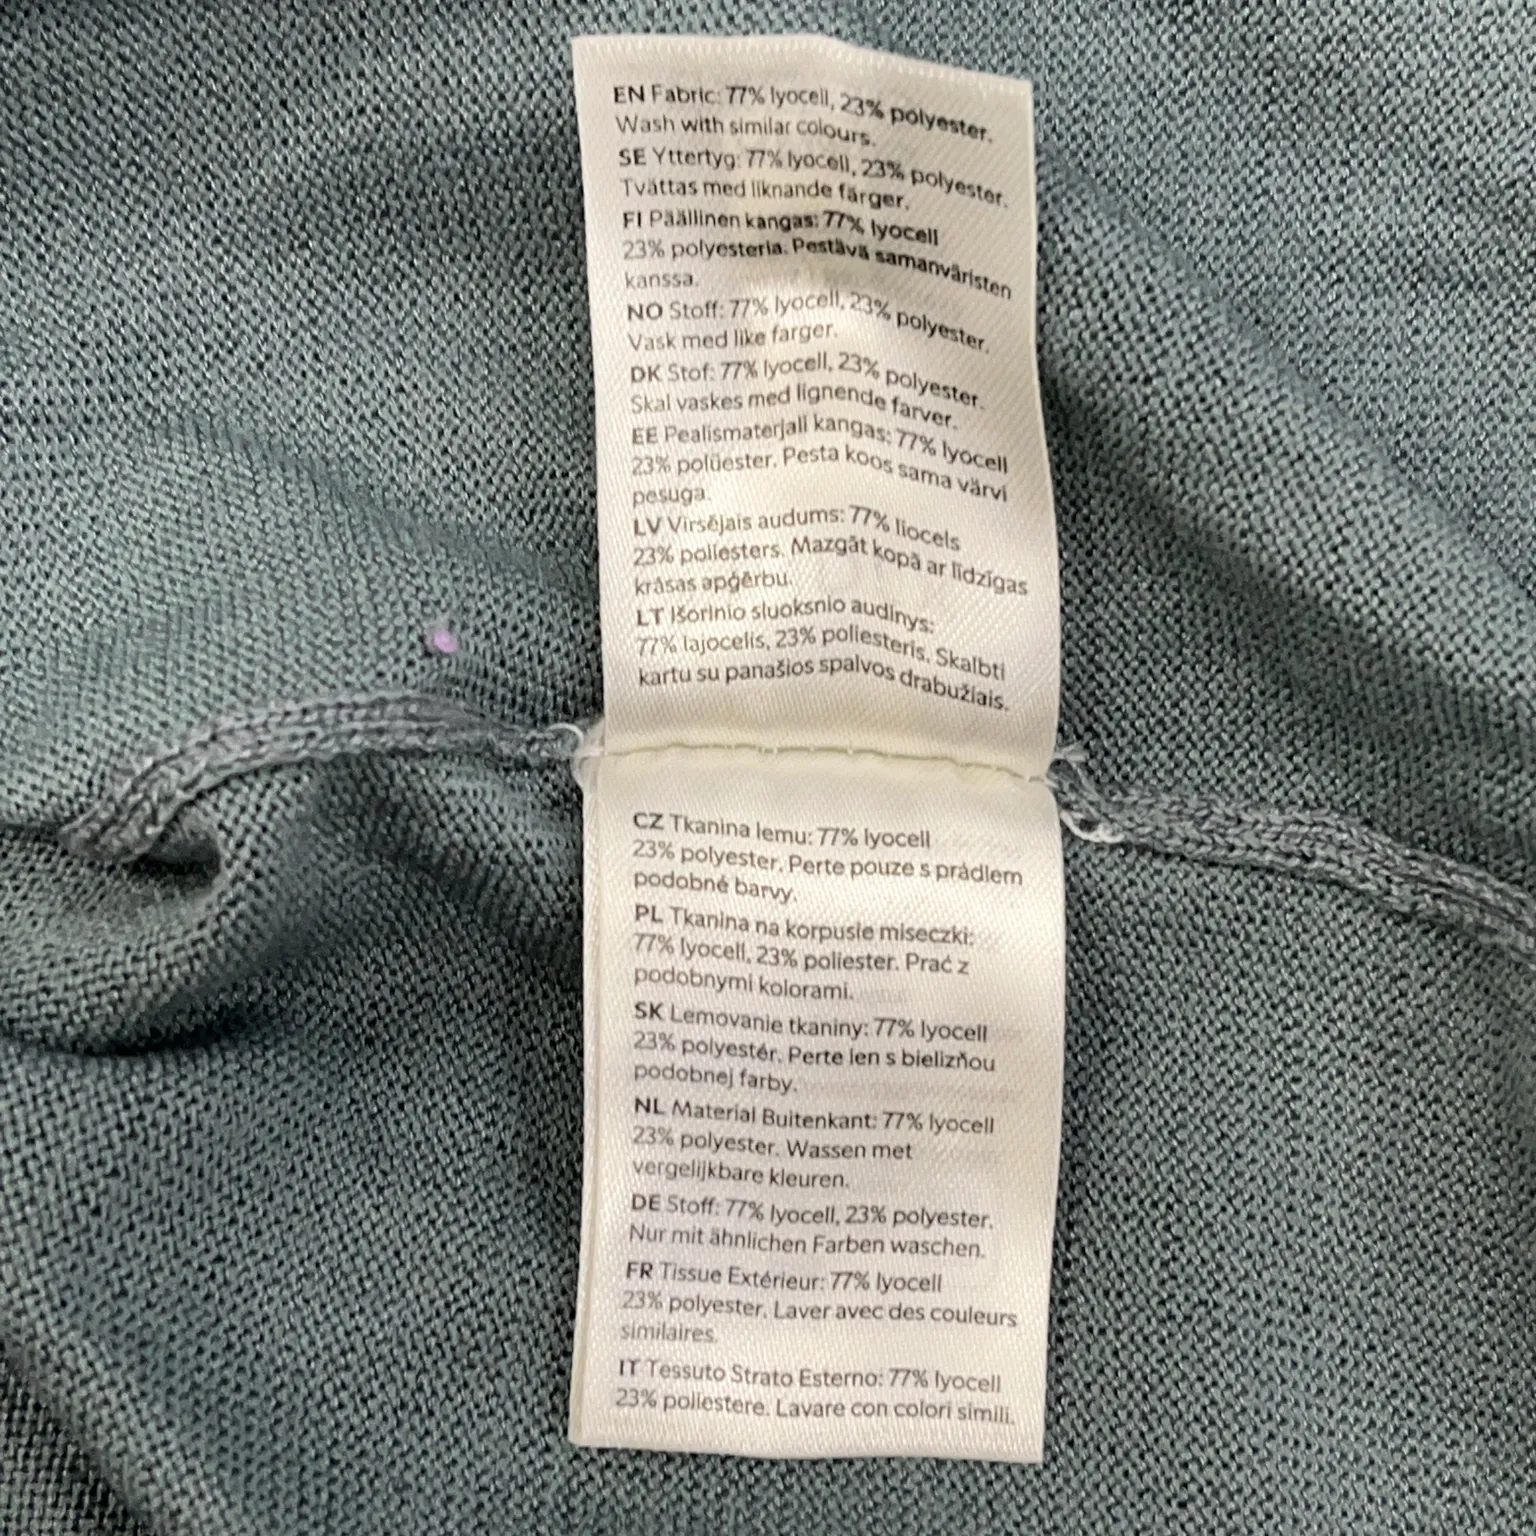 EN Fabric: 77% lyocell, 23% polyester.
Wash with similar colours.
SE Yttertyg: 77% lyocell, 23% polyester.
Tvättas med liknande färger.
FI Päällinen kangas: 77% lyocell
23% polyesteria. Pestävä samanväristen
kanssa.
NO Stoff: 77% lyocell, 23% polyester.
Vask med like farger.
DK Stof: 77% lyocell, 23% polyester.
Skal vaskes med lignende farver.
EE Pealismaterjali kangas: 77% lyocell
23% polüester. Pesta koos sama värvi
pesuga.
LV Virsējais audums: 77% liocels
23% poliesters. Mazgāt kopā ar līdzīgas
krāsas apģērbu.
LT Išorinio sluoksnio audinys:
77% lajocelis, 23% poliesteris. Skalbti
kartu su panašios spalvos drabužiais.
CZ Tkanina lemu: 77% lyocell
23% polyester. Perte pouze s prádlem
podobné barvy.
PL Tkanina na korpusie miseczki:
77% lyocell, 23% poliester. Prać z
podobnymi kolorami.
SK Lemovanie tkaniny: 77% lyocell
23% polyestér. Perte len s bielizňou
podobnej farby.
NL Material Buitenkant: 77% lyocell
23% polyester. Wassen met
vergelijkbare kleuren.
DE Stoff: 77% lyocell, 23% polyester.
Nur mit ähnlichen Farben waschen.
FR Tissue Extérieur: 77% lyocell
23% polyester. Laver avec des couleurs
similaires.
IT Tessuto Strato Esterno: 77% lyocell
23% poliestere. Lavare con colori simili.